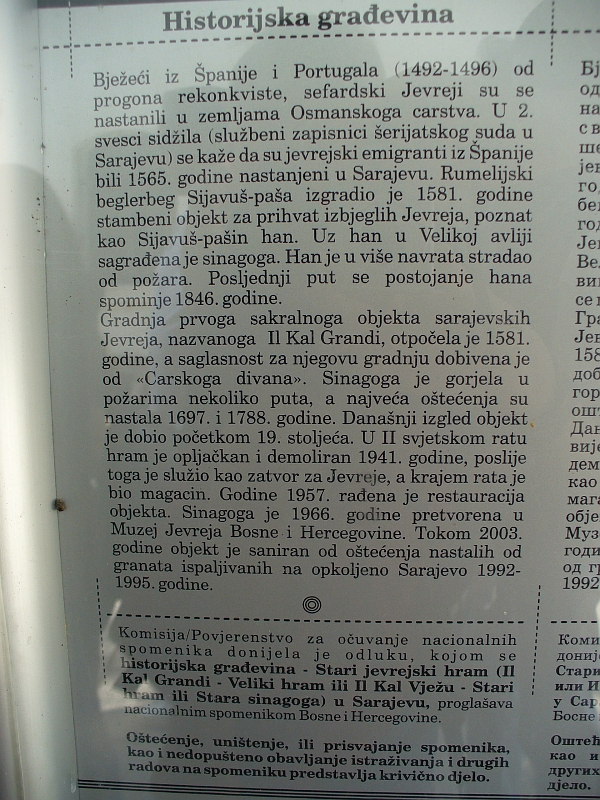 Historijska građevina
Bježeći iz Španije i Portugala (1492-1496) od
progona rekonkviste, sefardski Jevreji su se
nastanili u zemljama Osmanskoga carstva. U 2.
svesci sidžila (službeni zapisnici šerijatskog suda u
Sarajevu) se kaže da su jevrejski emigranti iz Španije
bili 1565. godine nastanjeni u Sarajevu. Rumelijski
beglerbeg Sijavuš-paša izgradio je 1581. godine
stambeni objekt za prihvat izbjeglih Jevreja, poznat
kao Sijavuš-pašin han. Uz han u Velikoj avliji
sagrađena je sinagoga. Han je u više navrata stradao
od požara. Posljednji put se postojanje hana
spominje 1846. godine.
Gradnja prvoga sakralnoga objekta sarajevskih
Jevreja, nazvanoga Il Kal Grandi, otpočela je 1581.
godine, a saglasnost za njegovu gradnju dobivena je
od «Carskoga divana». Sinagoga je gorjela u
požarima nekoliko puta, a najveća oštećenja su
nastala 1697. i 1788. godine. Današnji izgled objekt
je dobio početkom 19. stoljeća. U II svjetskom ratu
hram je opljačkan i demoliran 1941. godine, poslije
toga je služio kao zatvor za Jevreje, a krajem rata je
bio magacin. Godine 1957. rađena je restauracija
objekta. Sinagoga je 1966. godine pretvorena u
Muzej Jevreja Bosne i Hercegovine. Tokom 2003.
godine objekt je saniran od oštećenja nastalih od
granata ispaljivanih na opkoljeno Sarajevo 1992-
1995. godine.
Komisija/Povjerenstvo za očuvanje nacionalnih
spomenika donijela je odluku, kojom se
historijska građevina - Stari jevrejski hram (Il
Kal Grandi - Veliki hram ili Il Kal Vježu - Stari
hram ili Stara sinagoga) u Sarajevu, proglašava
nacionalnim spomenikom Bosne i Hercegovine.
Oštećenje, uništenje, ili prisvajanje spomenika,
kao i nedopušteno obavljanje istraživanja i drugih
radova na spomeniku predstavlja krivično djelo.